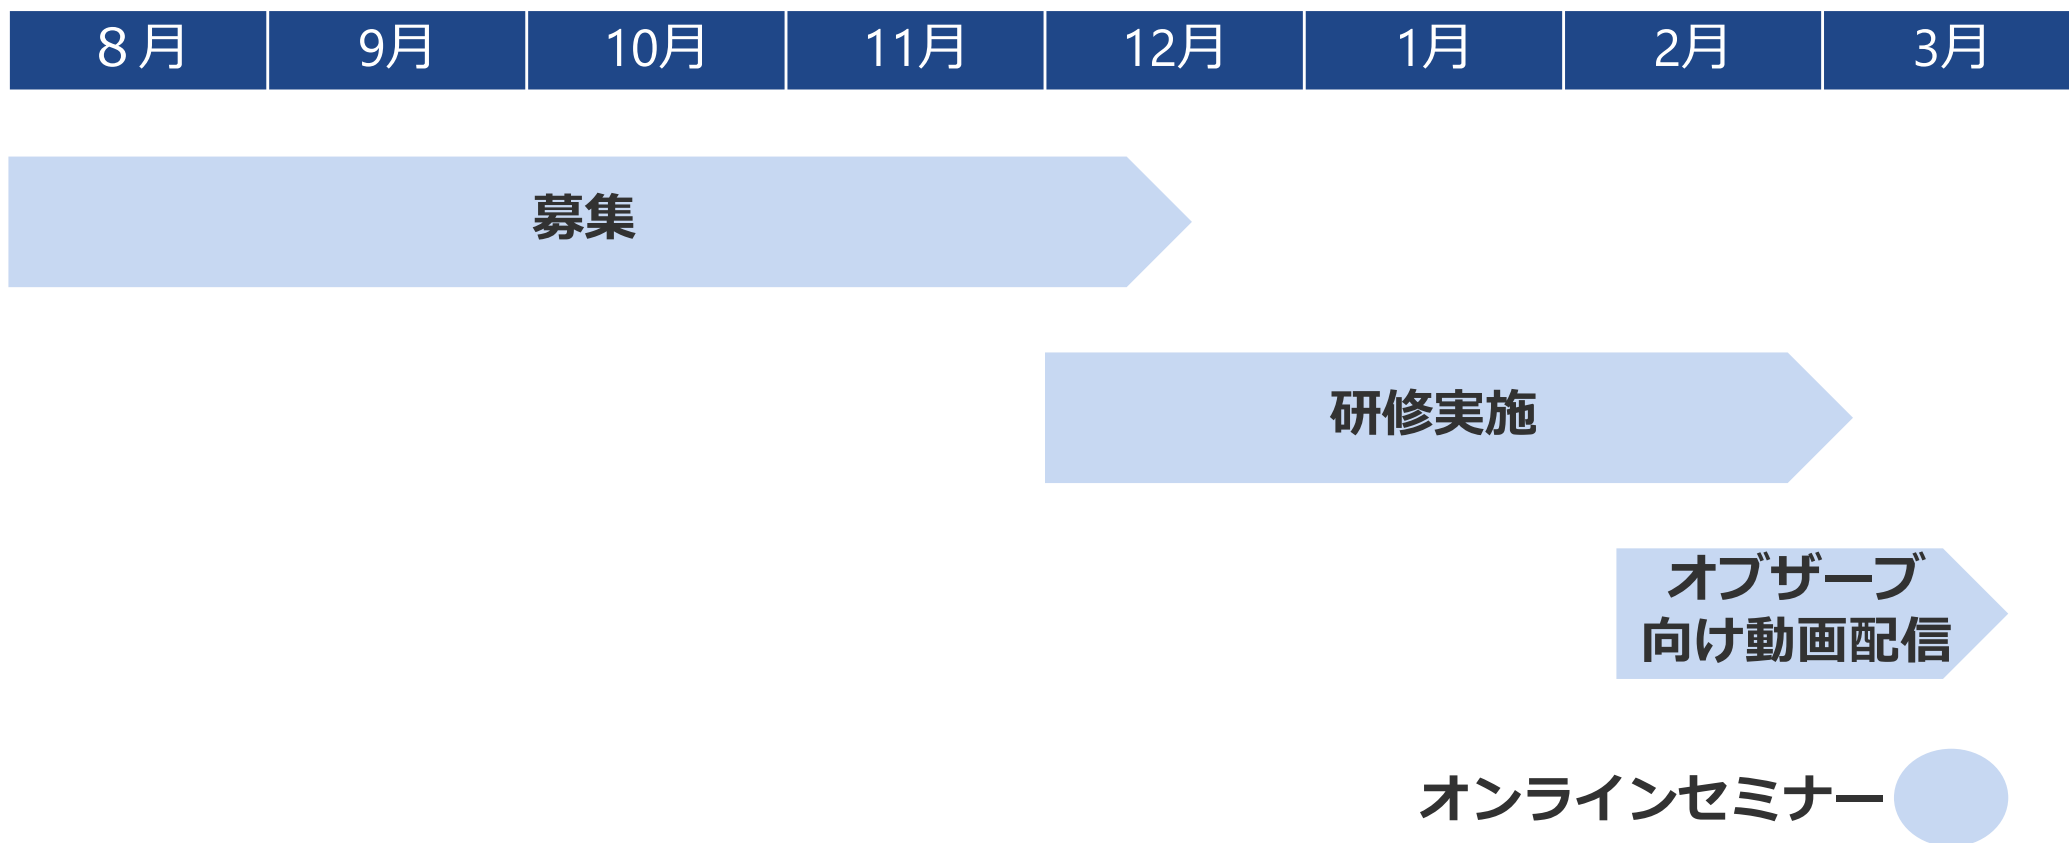 8月 9月 10月 11月 12月 1月 2月 3月
募集
研修実施
オブザーブ
向け動画配信
オンラインセミナー